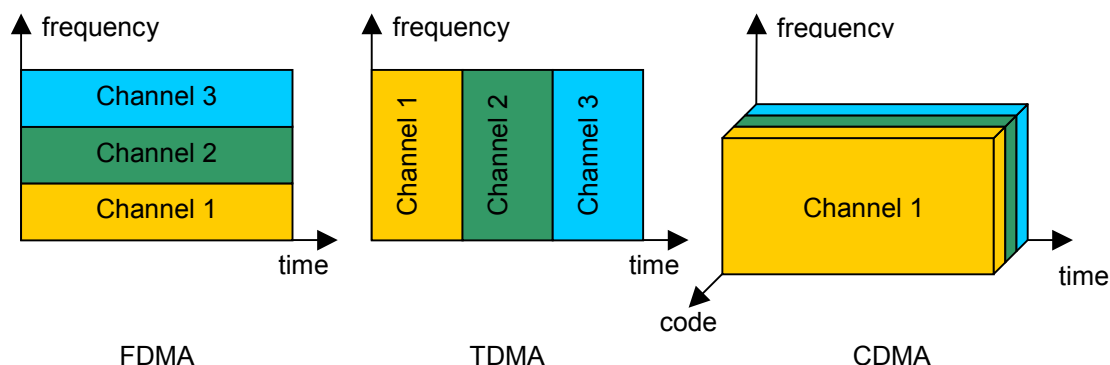 frequency
Channel 3
Channel 2
Channel 1
time
FDMA
frequency
Channel 1
Channel 2
Channel 3
time
TDMA
frequency
Channel 1
time
code
CDMA